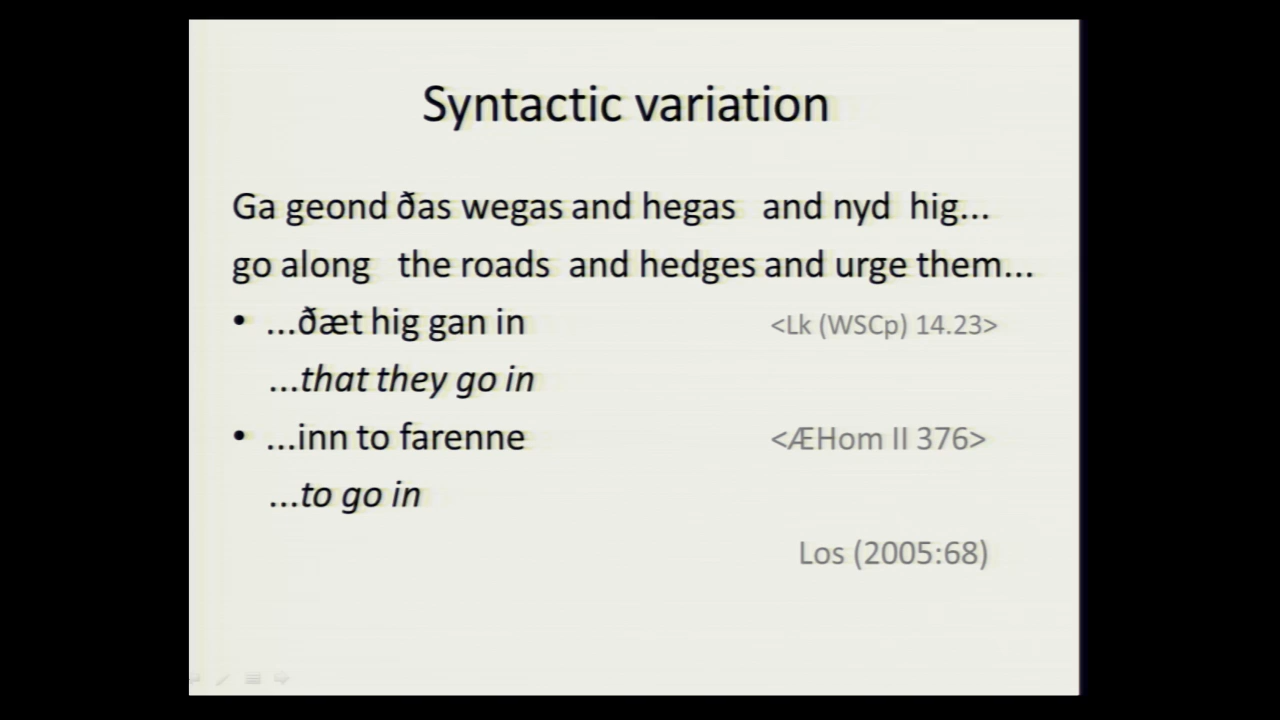 Syntactic variation
Ga geond ðas wegas and hegas and nyd hig...
go along the roads and hedges and urge them...
• ...ðæt hig gan in <Lk (WSCp) 14.23>
...that they go in
• ...inn to farenne <ÆHom II 376>
...to go in
Los (2005:68)